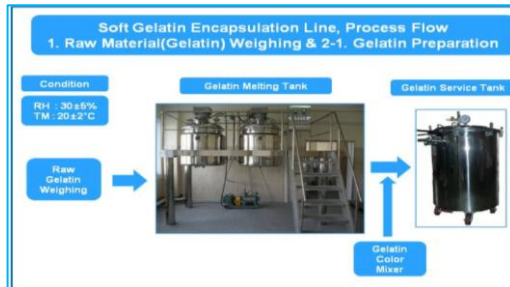 Soft Gelatin Encapsulation Line, Process Flow
1. Raw Material(Gelatin) Weighing & 2-1. Gelatin Preparation
Condition
RH : 30±5%
TM : 20±2°C
Gelatin Melting Tank
Gelatin Service Tank
Raw
Gelatin
Weighing
Gelatin
Color
Mixer